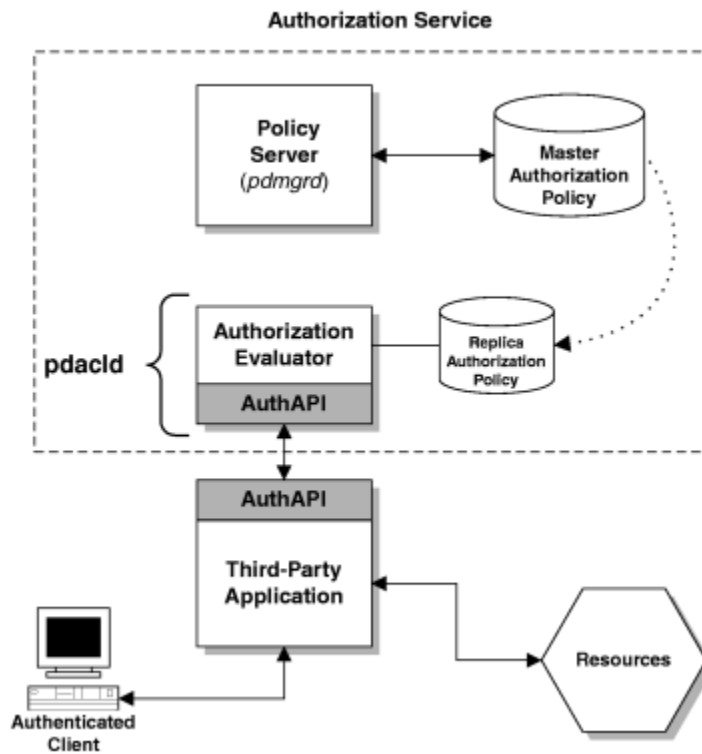 Authorization Service
Policy
Server
(pdmgrd)
Master
Authorization
Policy
pdacld
Authorization
Evaluator
AuthAPI
Replica
Authorization
Policy
AuthAPI
Third-Party
Application
Resources
Authenticated
Client